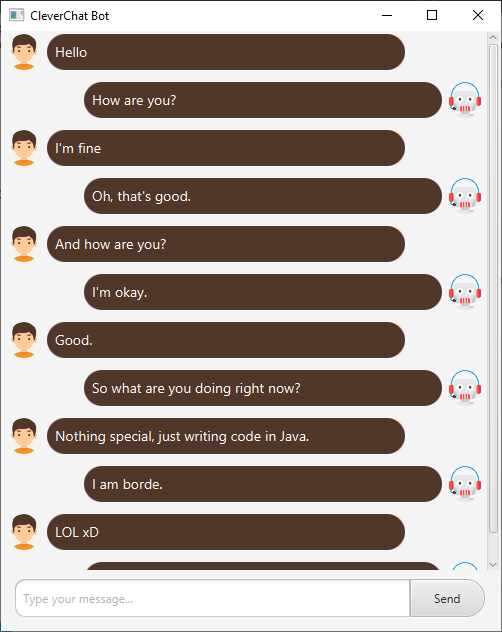 CleverChat Bot
Hello
How are you?
I'm fine
Oh, that's good.
And how are you?
I'm okay.
Good.
So what are you doing right now?
Nothing special, just writing code in Java.
I am borde.
LOL xD
Type your message...
Send